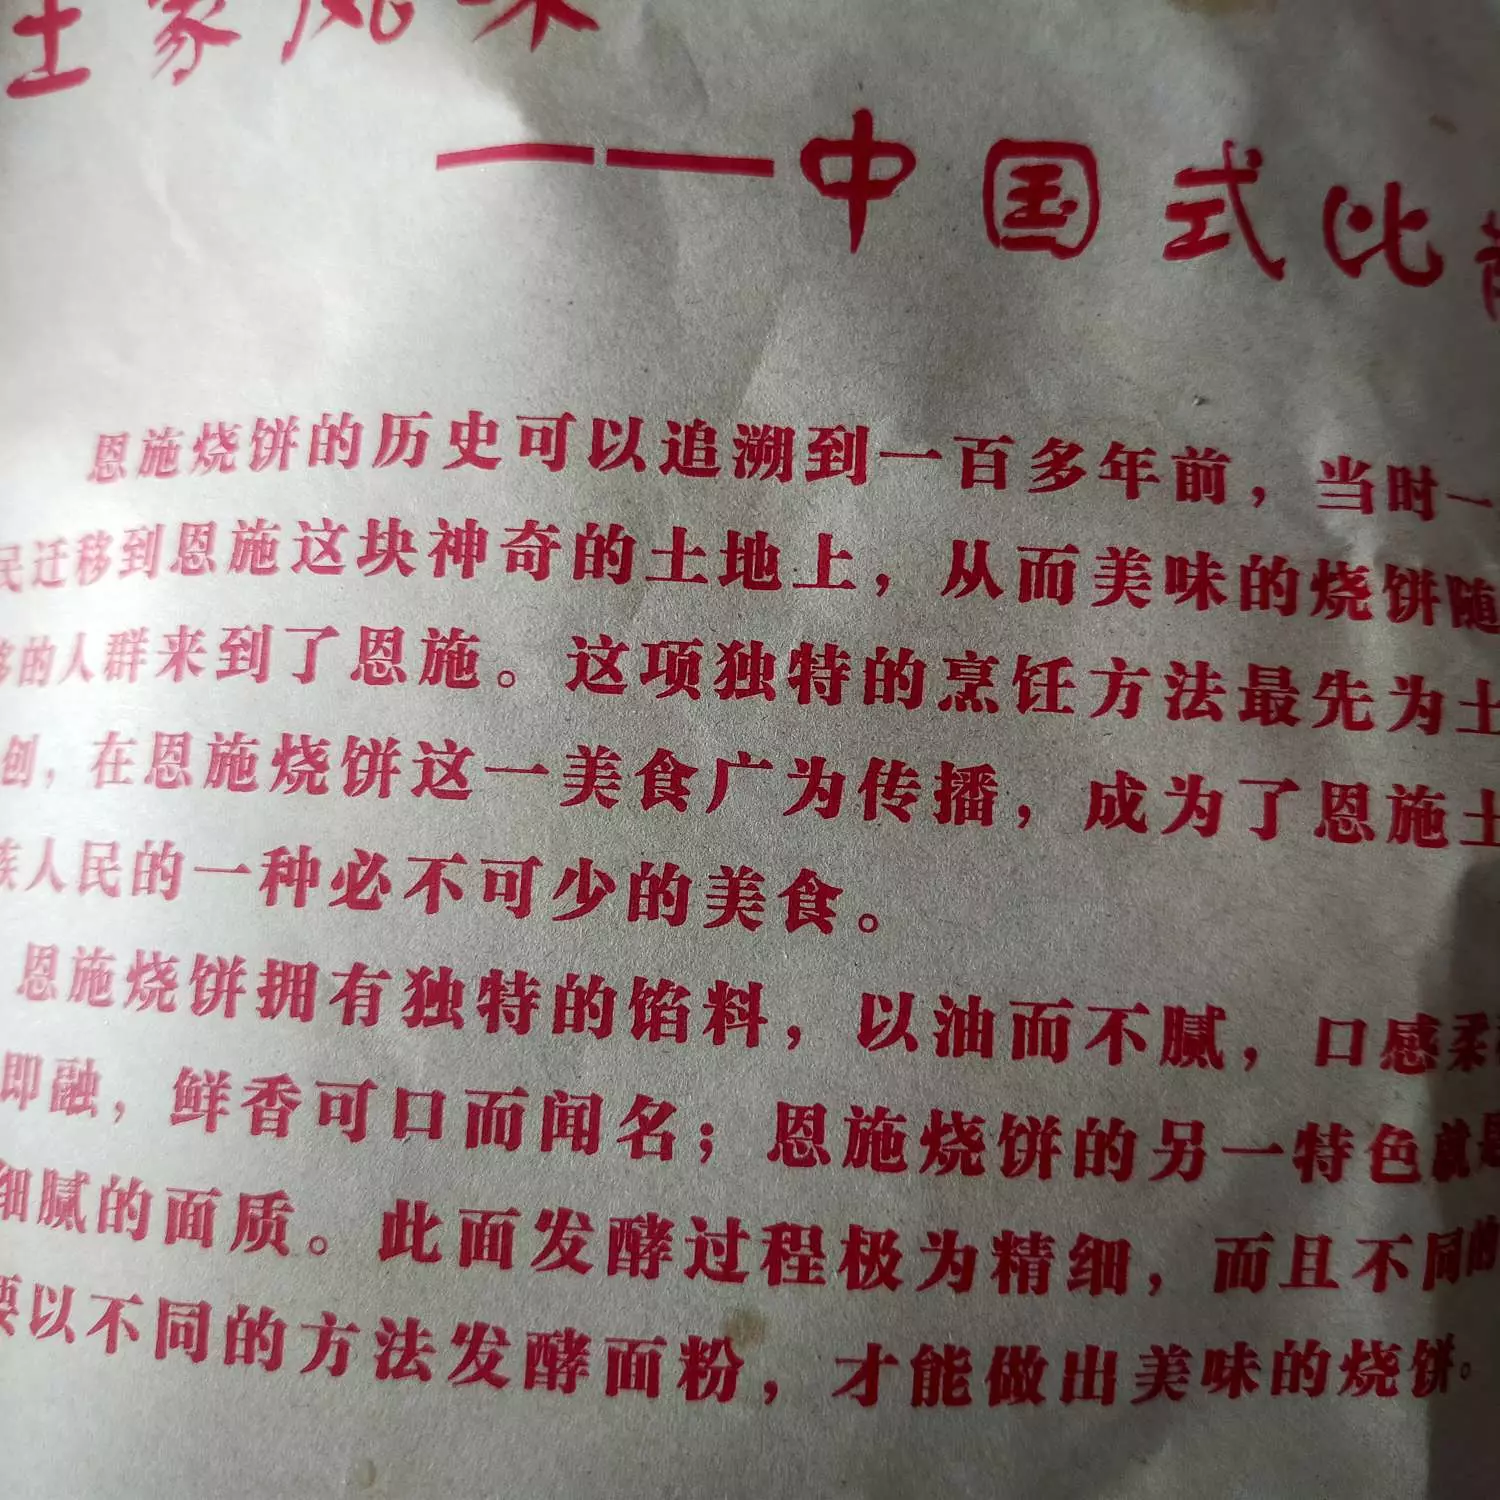 土家风味
——中国式比
恩施烧饼的历史可以追溯到一百多年前，当时一
民迁移到恩施这块神奇的土地上，从而美味的烧饼随
的人群来到了恩施。这项独特的烹饪方法最先为土
创，在恩施烧饼这一美食广为传播，成为了恩施土
族人民的一种必不可少的美食。
恩施烧饼拥有独特的馅料，以油而不腻，口感柔
即融，鲜香可口而闻名；恩施烧饼的另一特色就是
细腻的面质。此面发酵过程极为精细，而且不同的
要以不同的方法发酵面粉，才能做出美味的烧饼。